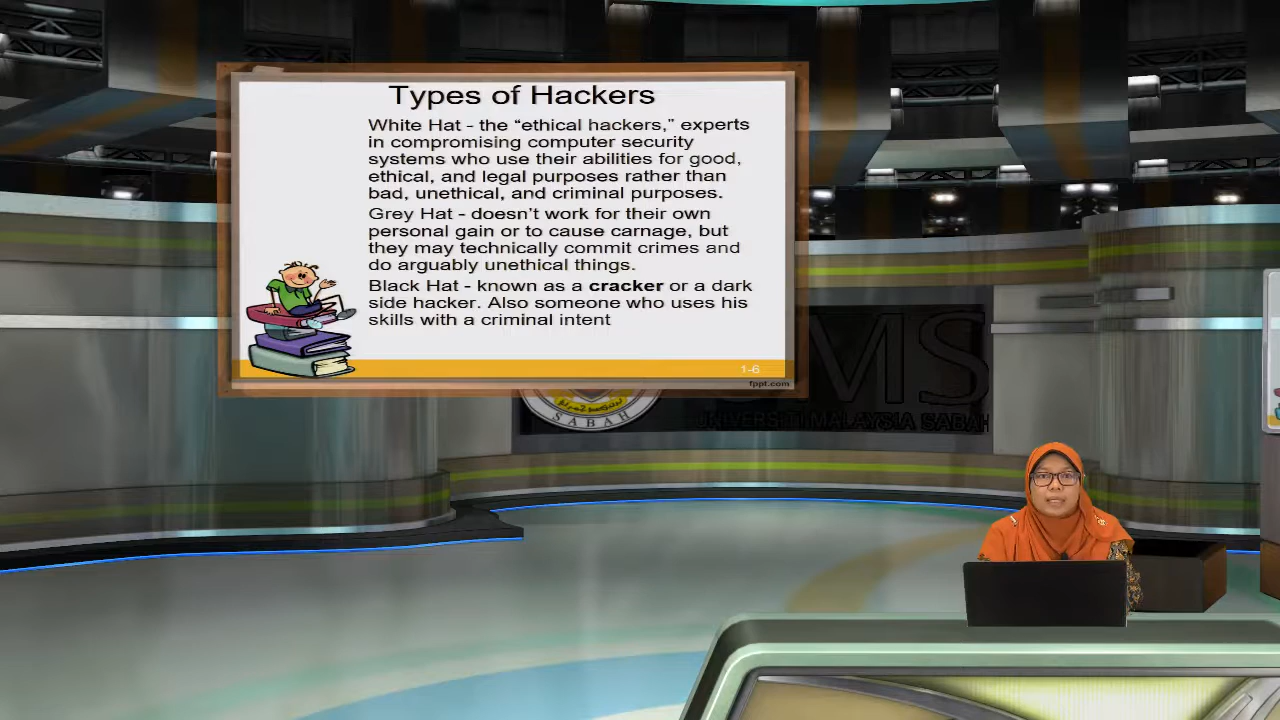 Types of Hackers
White Hat - the “ethical hackers,” experts
in compromising computer security
systems who use their abilities for good,
ethical, and legal purposes rather than
bad, unethical, and criminal purposes.
Grey Hat - doesn’t work for their own
personal gain or to cause carnage, but
they may technically commit crimes and
do arguably unethical things.
Black Hat - known as a cracker or a dark
side hacker. Also someone who uses his
skills with a criminal intent
1-6
fppt.com
SABAH
UMS
UNIVERSITI MALAYSIA SABAH